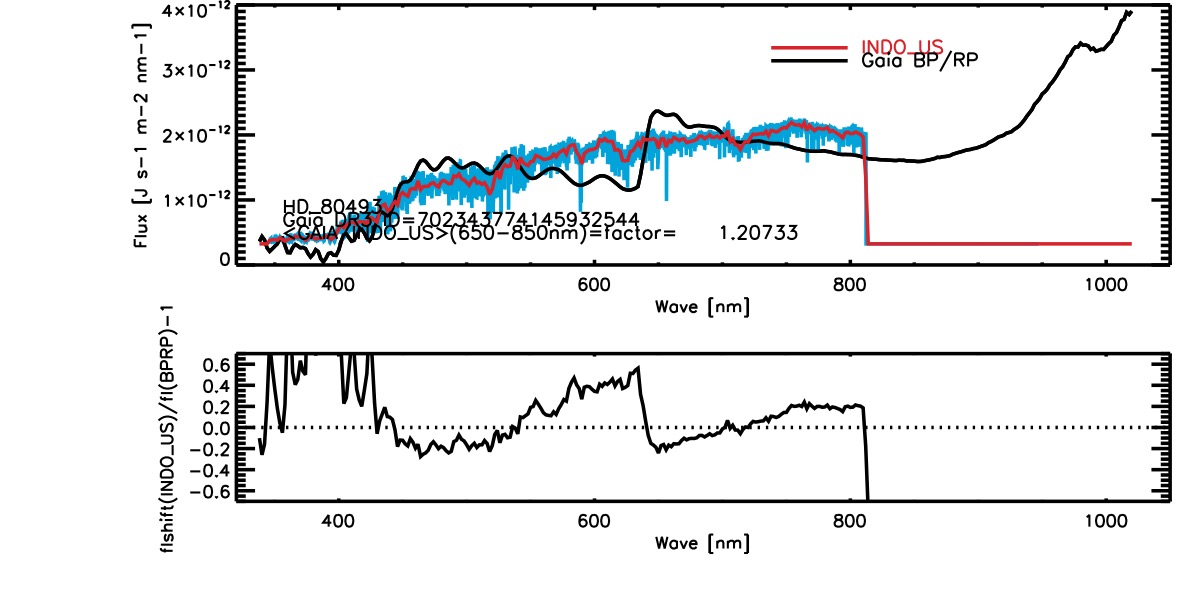 4×10−12
3×10−12
2×10−12
1×10−12
0
Flux [J s−1 m−2 nm−1]
INDO_US
Gaia BP/RP
HD_80493
Gaia DR3 ID=702343774145932544
<GAIA/INDO_US>(650−850nm)=factor= 1.20733
400 600 800 1000
Wave [nm]
flshift(INDO_US)/fl(BPRP)−1
0.6
0.4
0.2
0.0
−0.2
−0.4
−0.6
400 600 800 1000
Wave [nm]